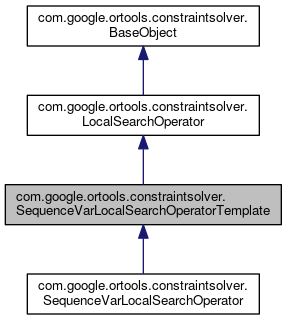 com.google.ortools.constraintsolver.
BaseObject
com.google.ortools.constraintsolver.
LocalSearchOperator
com.google.ortools.constraintsolver.
SequenceVarLocalSearchOperatorTemplate
com.google.ortools.constraintsolver.
SequenceVarLocalSearchOperator